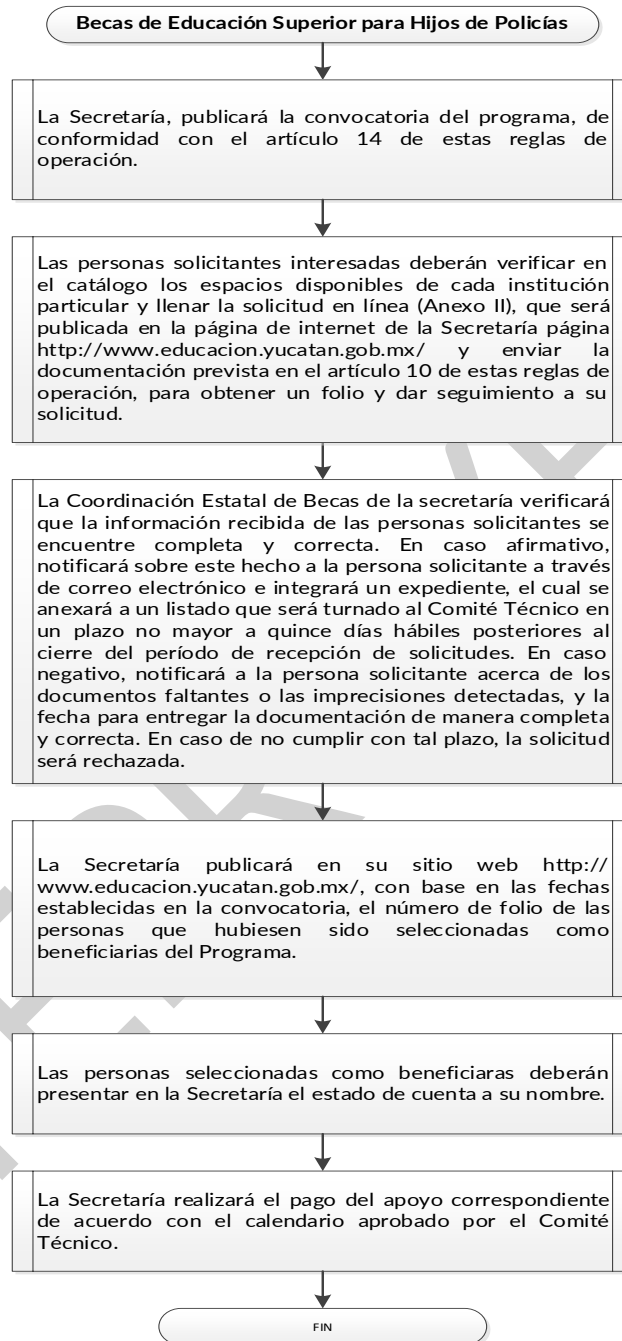 Becas de Educación Superior para Hijos de Policías
La Secretaría, publicará la convocatoria del programa, de
conformidad con el artículo 14 de estas reglas de
operación.
Las personas solicitantes interesadas deberán verificar en
el catálogo los espacios disponibles de cada institución
particular y llenar la solicitud en línea (Anexo II), que será
publicada en la página de internet de la Secretaría página
http://www.educacion.yucatan.gob.mx/ y enviar la
documentación prevista en el artículo 10 de estas reglas de
operación, para obtener un folio y dar seguimiento a su
solicitud.
La Coordinación Estatal de Becas de la secretaría verificará
que la información recibida de las personas solicitantes se
encuentre completa y correcta. En caso afirmativo,
notificará sobre este hecho a la persona solicitante a través
de correo electrónico e integrará un expediente, el cual se
anexará a un listado que será turnado al Comité Técnico en
un plazo no mayor a quince días hábiles posteriores al
cierre del período de recepción de solicitudes. En caso
negativo, notificará a la persona solicitante acerca de los
documentos faltantes o las imprecisiones detectadas, y la
fecha para entregar la documentación de manera completa
y correcta. En caso de no cumplir con tal plazo, la solicitud
será rechazada.
La Secretaría publicará en su sitio web http://
www.educacion.yucatan.gob.mx/, con base en las fechas
establecidas en la convocatoria, el número de folio de las
personas que hubiesen sido seleccionadas como
beneficiarias del Programa.
Las personas seleccionadas como beneficiaras deberán
presentar en la Secretaría el estado de cuenta a su nombre.
La Secretaría realizará el pago del apoyo correspondiente
de acuerdo con el calendario aprobado por el Comité
Técnico.
FIN